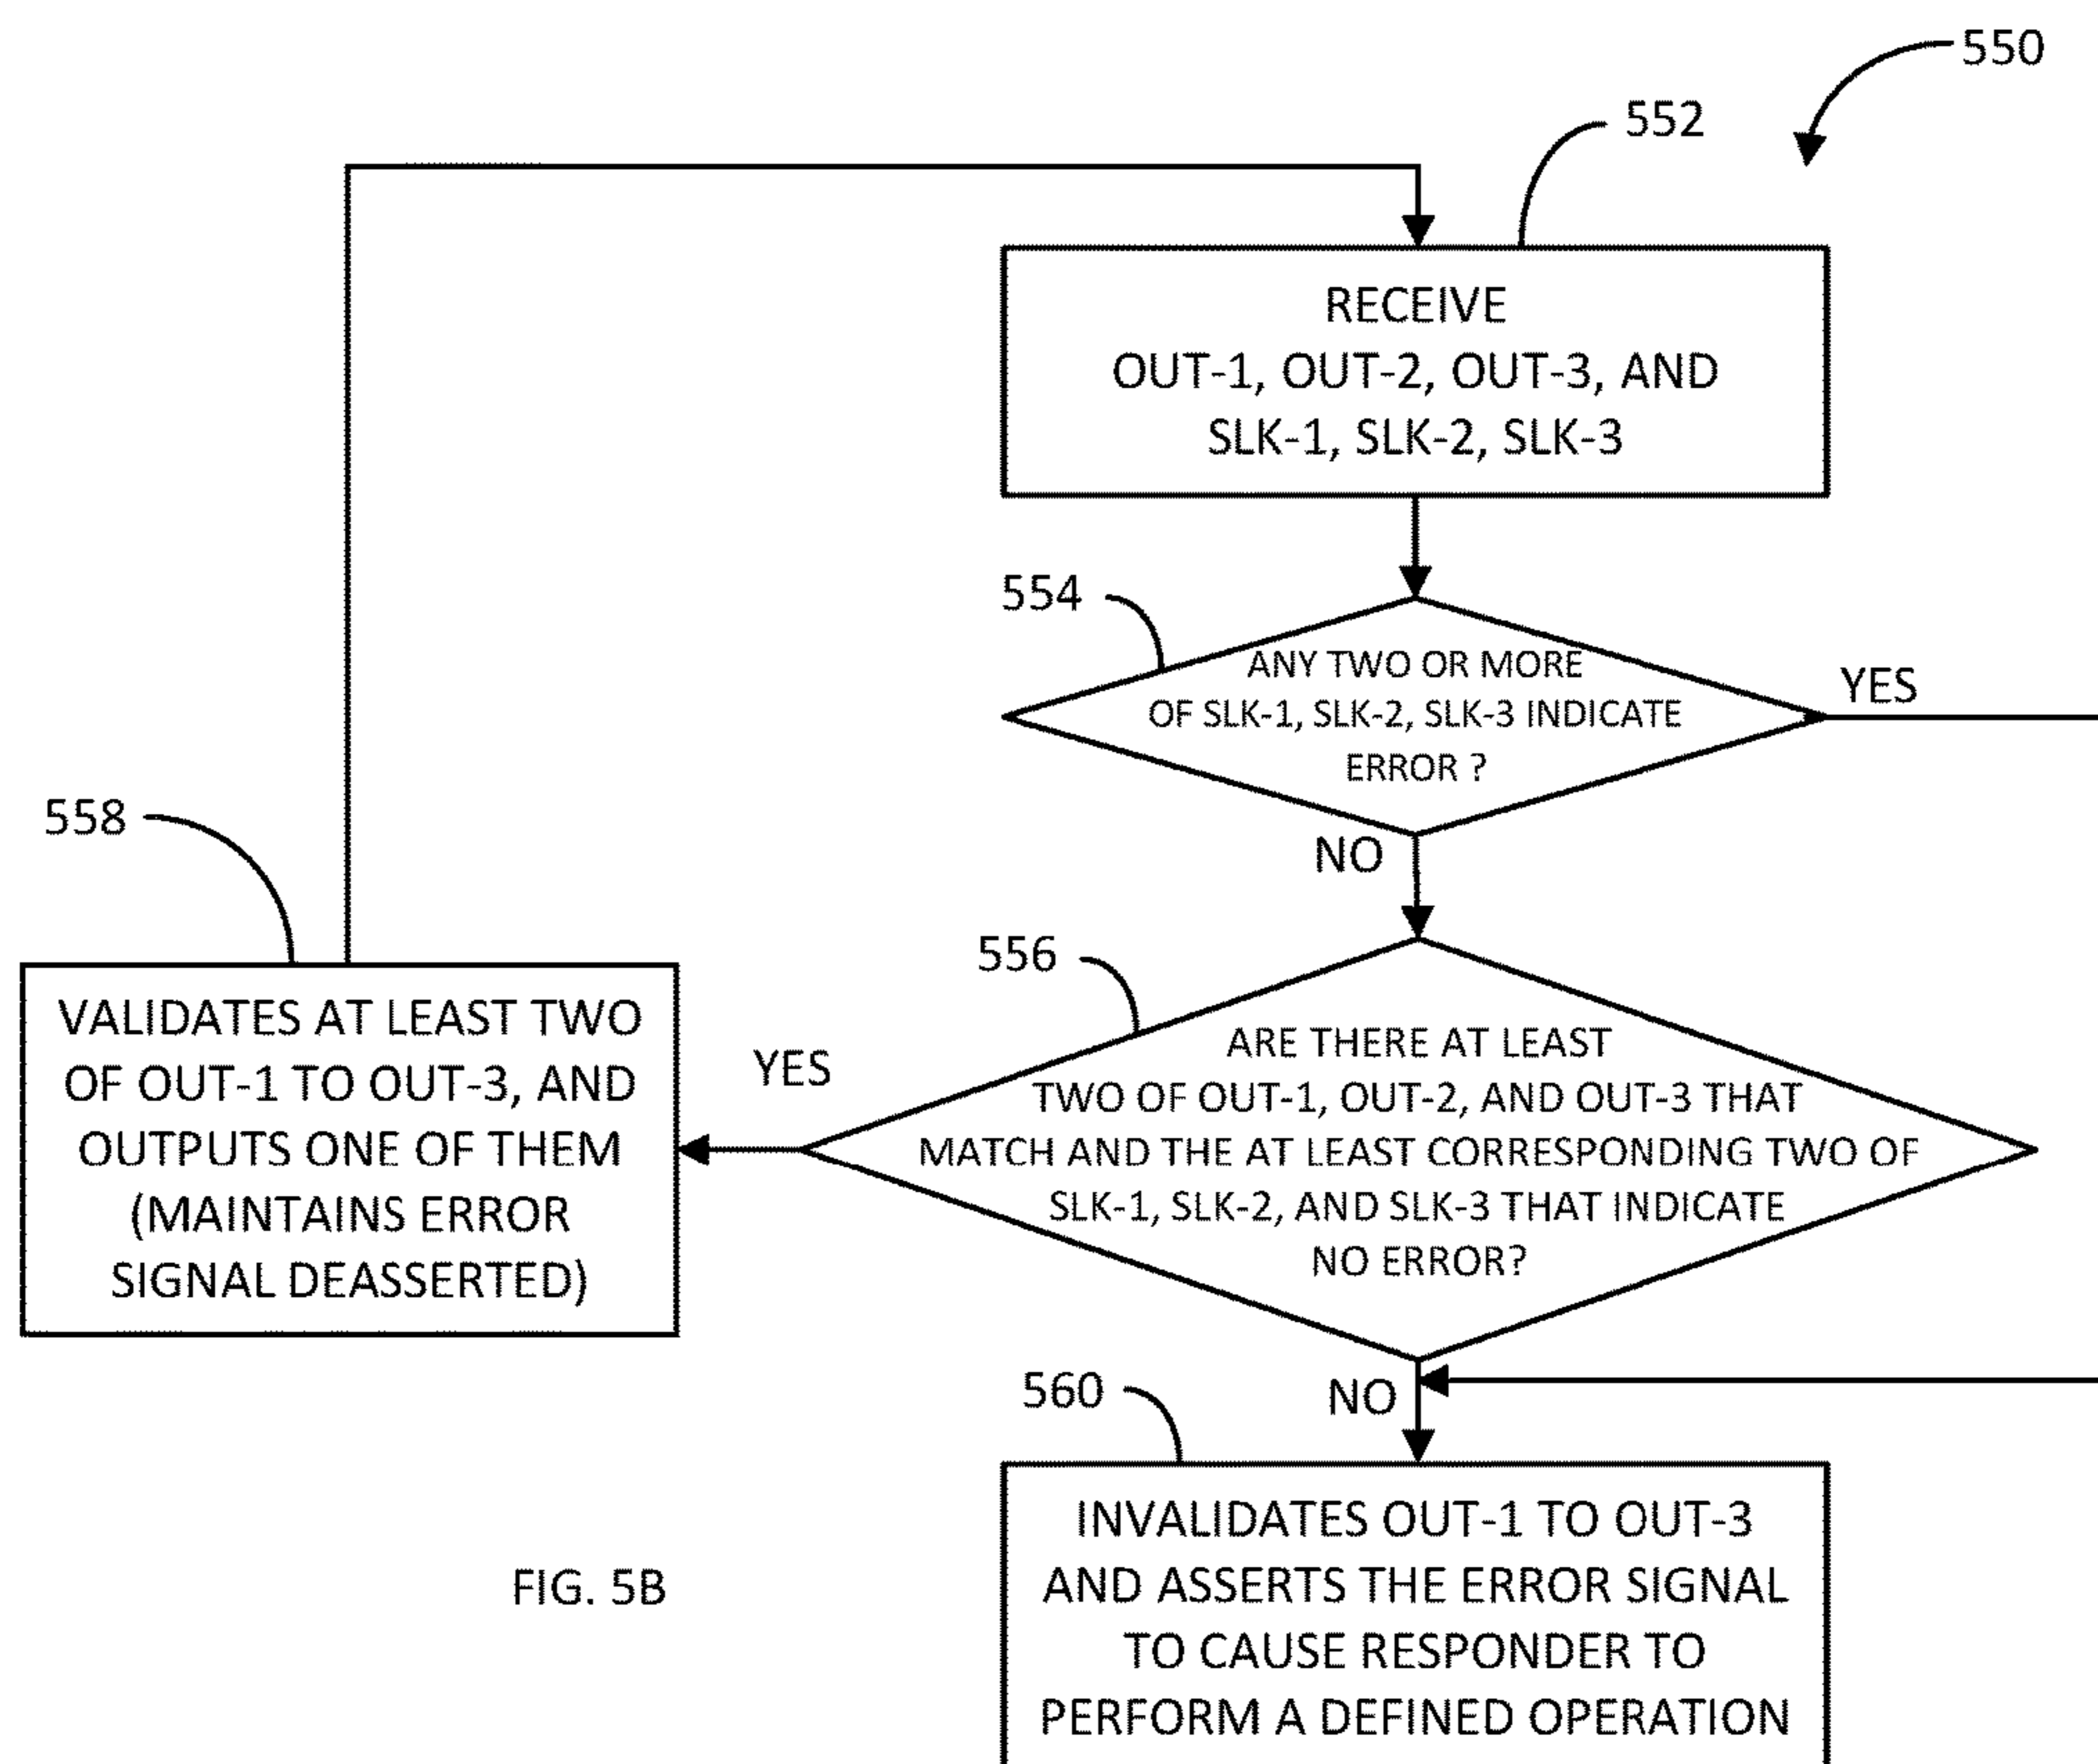 550
552
RECEIVE
OUT-1, OUT-2, OUT-3, AND
SLK-1, SLK-2, SLK-3
554
ANY TWO OR MORE
OF SLK-1, SLK-2, SLK-3 INDICATE
ERROR ?
YES
NO
558
VALIDATES AT LEAST TWO
OF OUT-1 TO OUT-3, AND
OUTPUTS ONE OF THEM
(MAINTAINS ERROR
SIGNAL DEASSERTED)
YES
556
ARE THERE AT LEAST
TWO OF OUT-1, OUT-2, AND OUT-3 THAT
MATCH AND THE AT LEAST CORRESPONDING TWO OF
SLK-1, SLK-2, AND SLK-3 THAT INDICATE
NO ERROR?
NO
560
INVALIDATES OUT-1 TO OUT-3
AND ASSERTS THE ERROR SIGNAL
TO CAUSE RESPONDER TO
PERFORM A DEFINED OPERATION
FIG. 5B